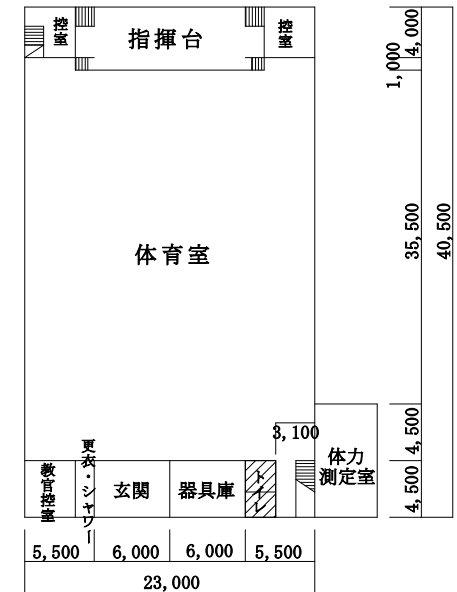 控室
指揮台
控室
4,000
1,000
体育室
35,500
40,500
3,100
4,500
体力
測定室
教官控室
更衣・シャワー
玄関
器具庫
トイレ
4,500
5,500
6,000
6,000
5,500
23,000